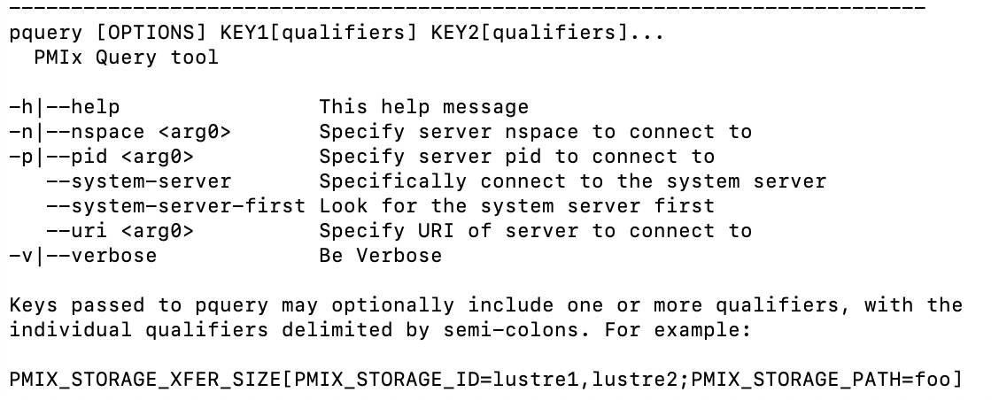 --------------------------------------------------------------------------
pquery [OPTIONS] KEY1[qualifiers] KEY2[qualifiers]...
  PMIx Query tool

-h|--help                This help message
-n|--nspace <arg0>       Specify server nspace to connect to
-p|--pid <arg0>          Specify server pid to connect to
   --system-server       Specifically connect to the system server
   --system-server-first Look for the system server first
   --uri <arg0>          Specify URI of server to connect to
-v|--verbose             Be Verbose

Keys passed to pquery may optionally include one or more qualifiers, with the
individual qualifiers delimited by semi-colons. For example:

PMIX_STORAGE_XFER_SIZE[PMIX_STORAGE_ID=lustre1,lustre2;PMIX_STORAGE_PATH=foo]